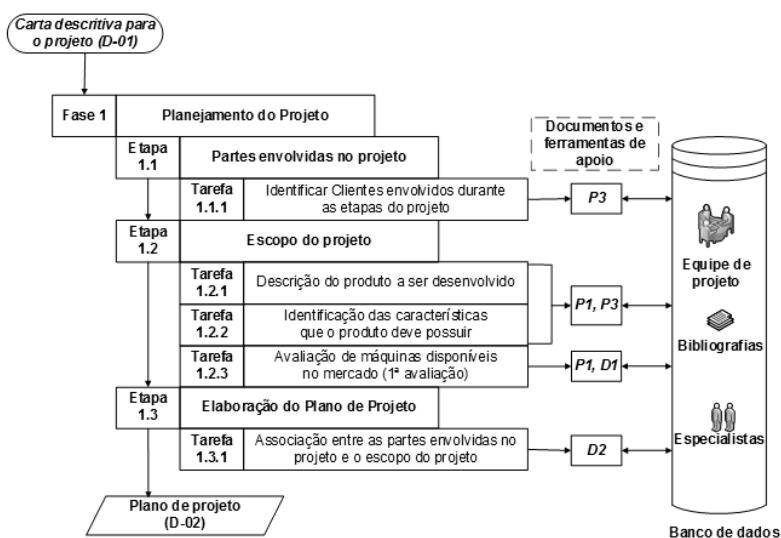 Carta descritiva para
o projeto (D-01)
Fase 1
Planejamento do Projeto
Documentos e
ferramentas de
apoio
Etapa
1.1
Partes envolvidas no projeto
Tarefa
1.1.1
Identificar Clientes envolvidos durante
as etapas do projeto
P3
Etapa
1.2
Escopo do projeto
Tarefa
1.2.1
Descrição do produto a ser desenvolvido
Tarefa
1.2.2
Identificação das características
que o produto deve possuir
P1, P3
Tarefa
1.2.3
Avaliação de máquinas disponíveis
no mercado (1ª avaliação)
P1, D1
Etapa
1.3
Elaboração do Plano de Projeto
Tarefa
1.3.1
Associação entre as partes envolvidas no
projeto e o escopo do projeto
D2
Equipe de
projeto
Bibliografias
Especialistas
Plano de projeto
(D-02)
Banco de dados